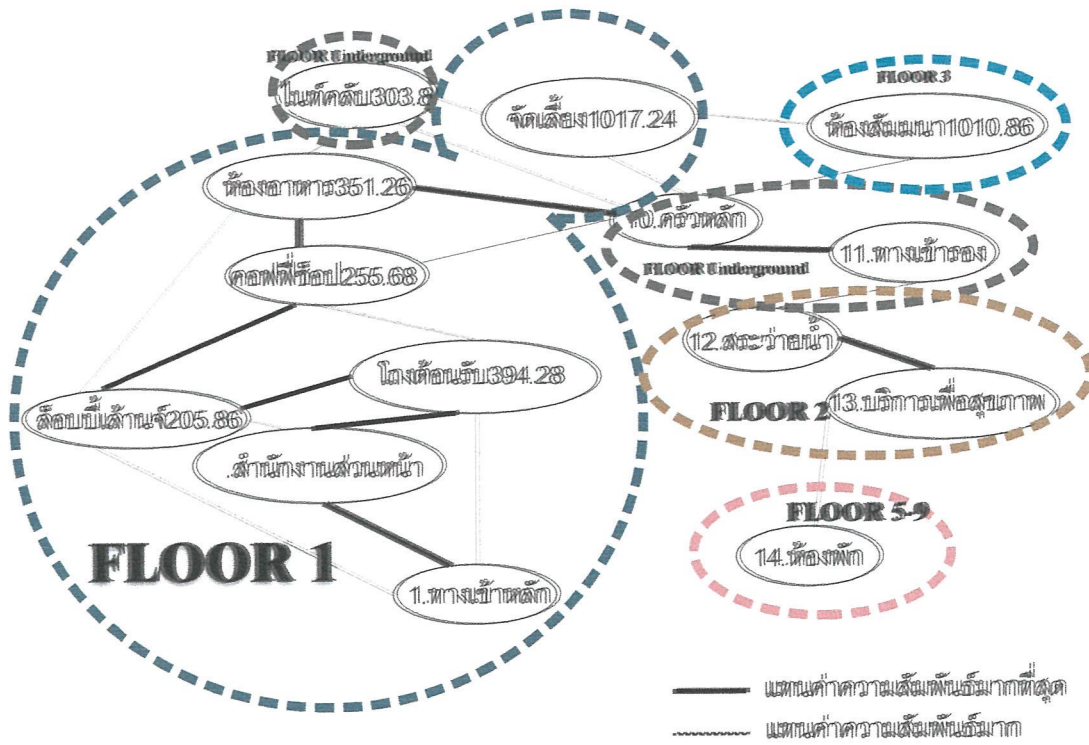 FLOOR Underground
ไนท์คลับ303.8
จัดเลี้ยง1017.24
FLOOR 3
ห้องสัมมนา1010.86
ห้องอาหาร351.26
10.ครัวหลัก
11.ทางเข้ารอง
FLOOR Underground
คอฟฟี่ช็อป255.68
12.สระว่ายน้ำ
โถงต้อนรับ394.28
13.บริการเพื่อสุขภาพ
FLOOR 2
ล็อบบี้เล้านจ์205.86
.สำนักงานส่วนหน้า
FLOOR 5-9
14.ห้องพัก
FLOOR 1
1.ทางเข้าหลัก
แทนค่าความสัมพันธ์มากที่สุด
แทนค่าความสัมพันธ์มาก